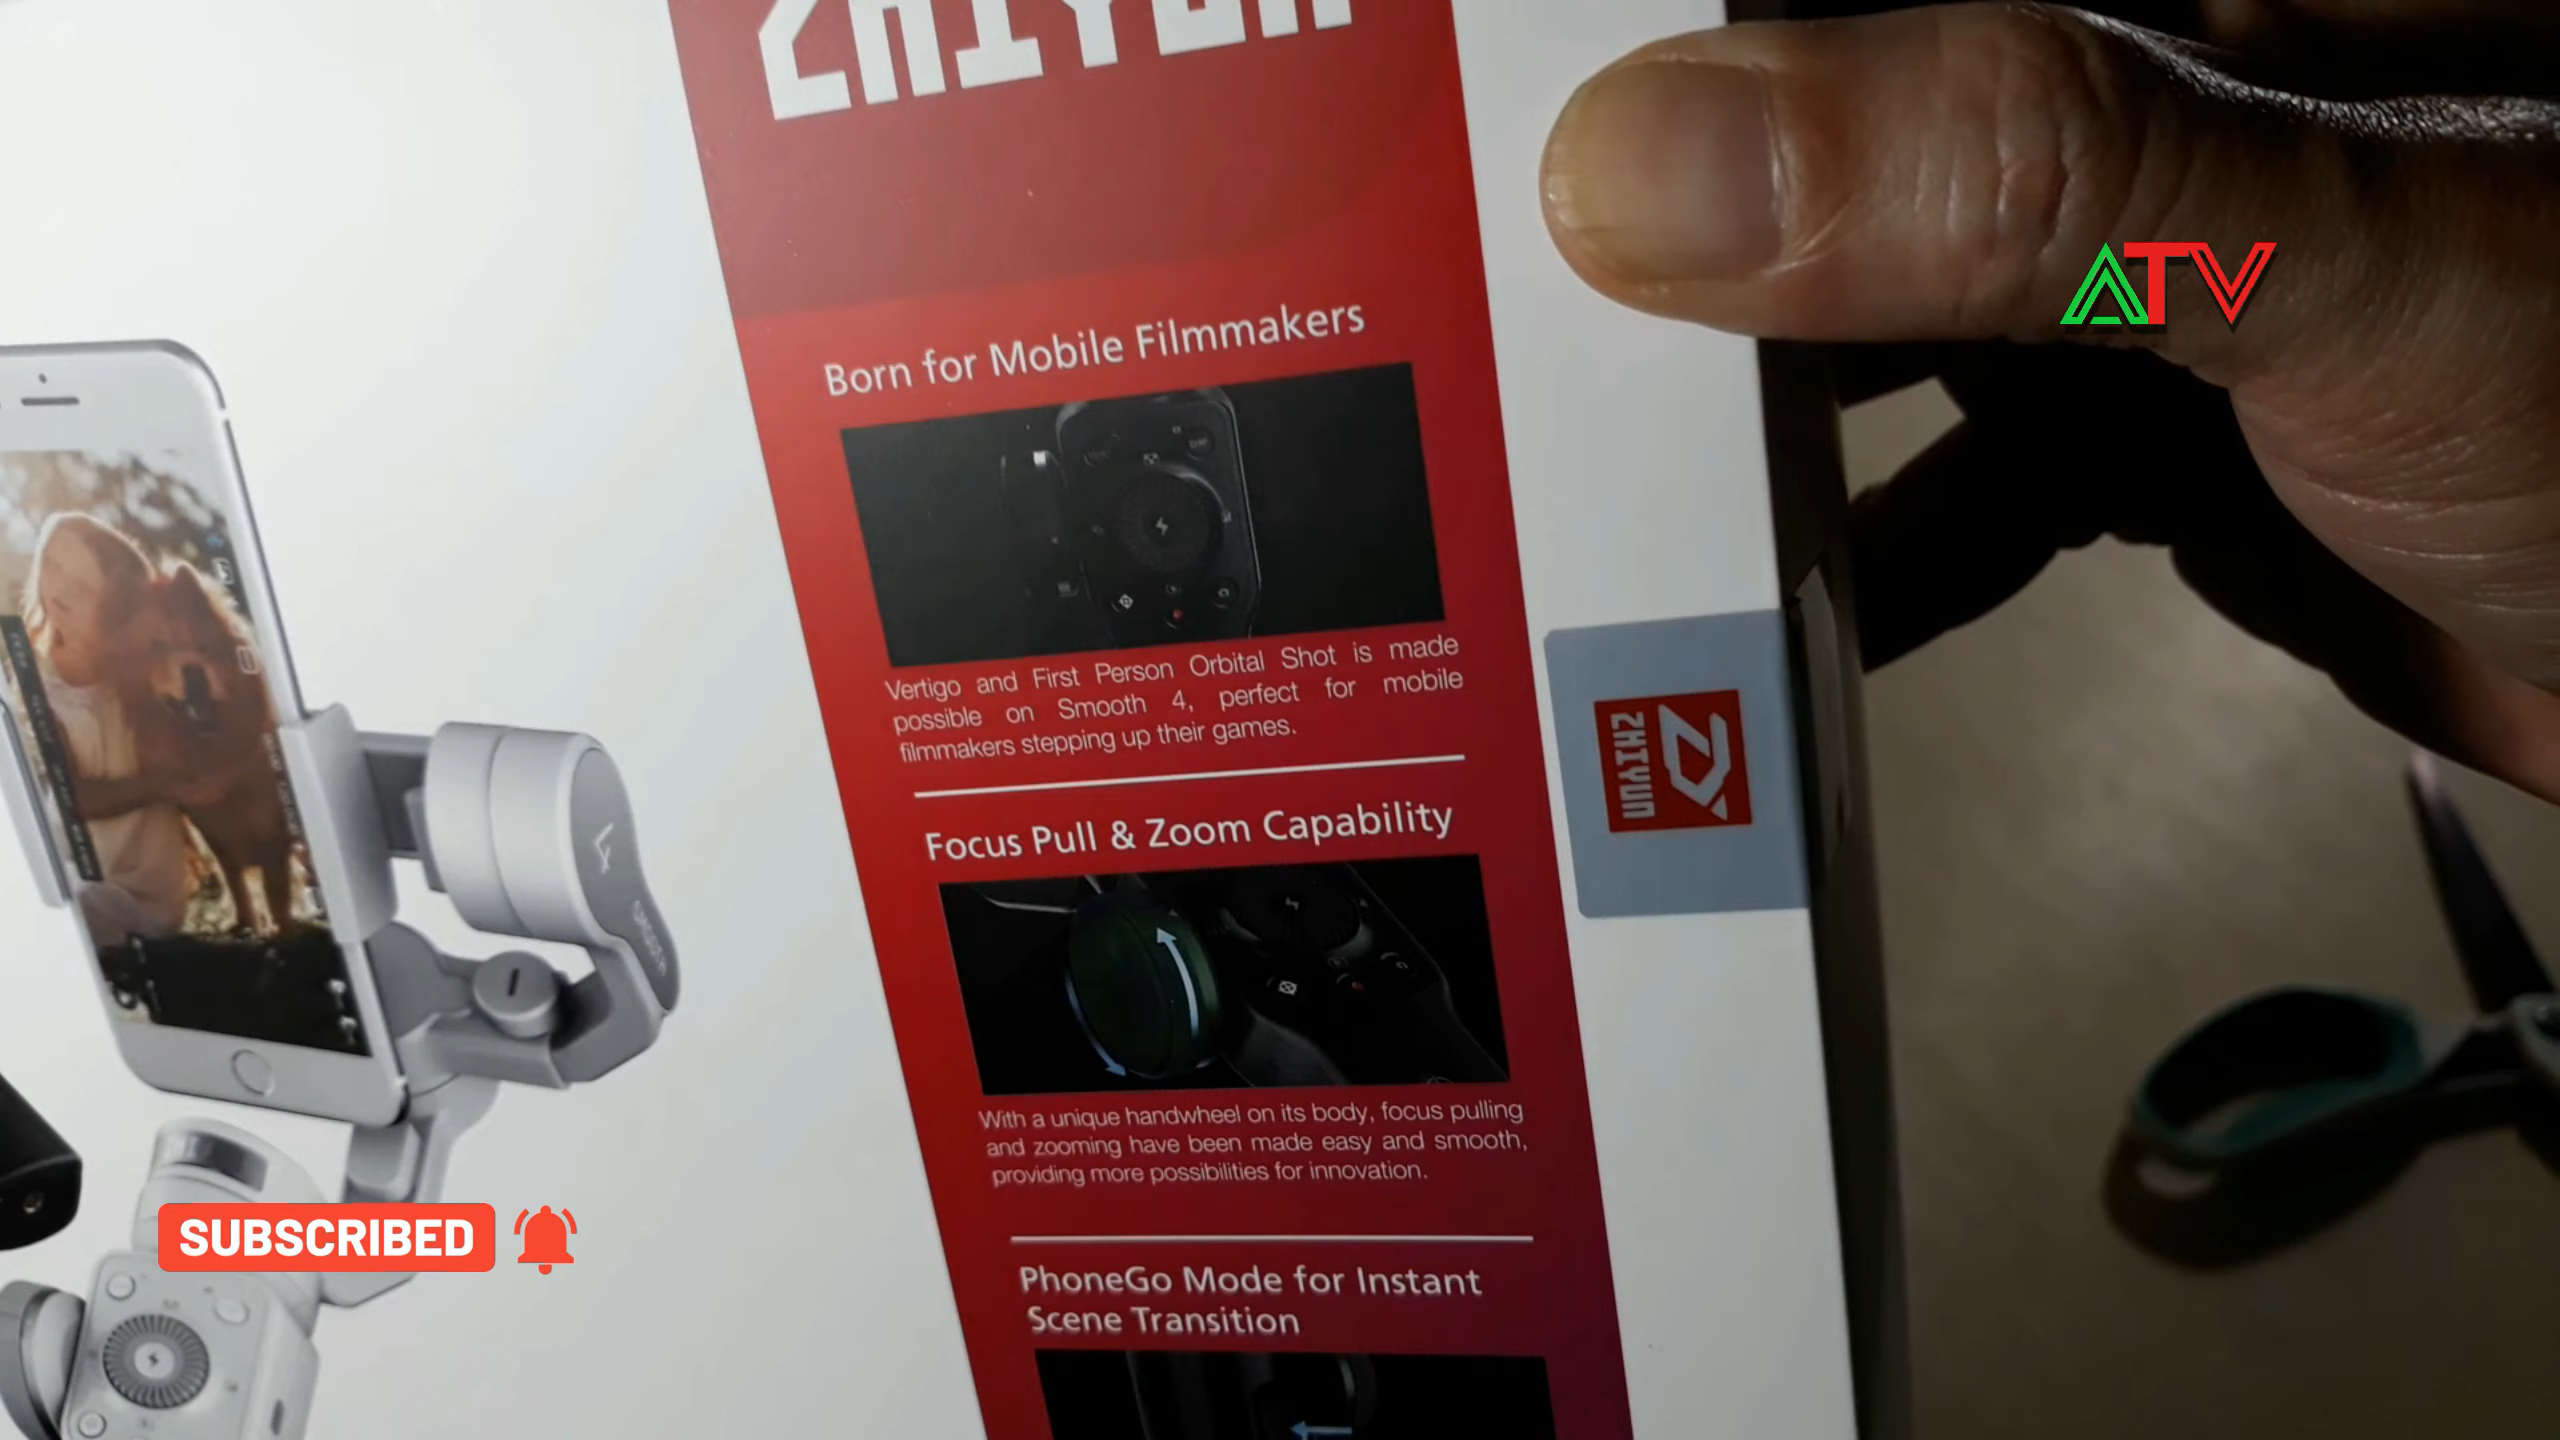 ZHIYUN
ATV
Born for Mobile Filmmakers
Vertigo and First Person Orbital Shot is made
possible on Smooth 4, perfect for mobile
filmmakers stepping up their games.
ZHIYUN
Focus Pull & Zoom Capability
4
SMOOTH
With a unique handwheel on its body, focus pulling
and zooming have been made easy and smooth,
providing more possibilities for innovation.
SUBSCRIBED
PhoneGo Mode for Instant
Scene Transition